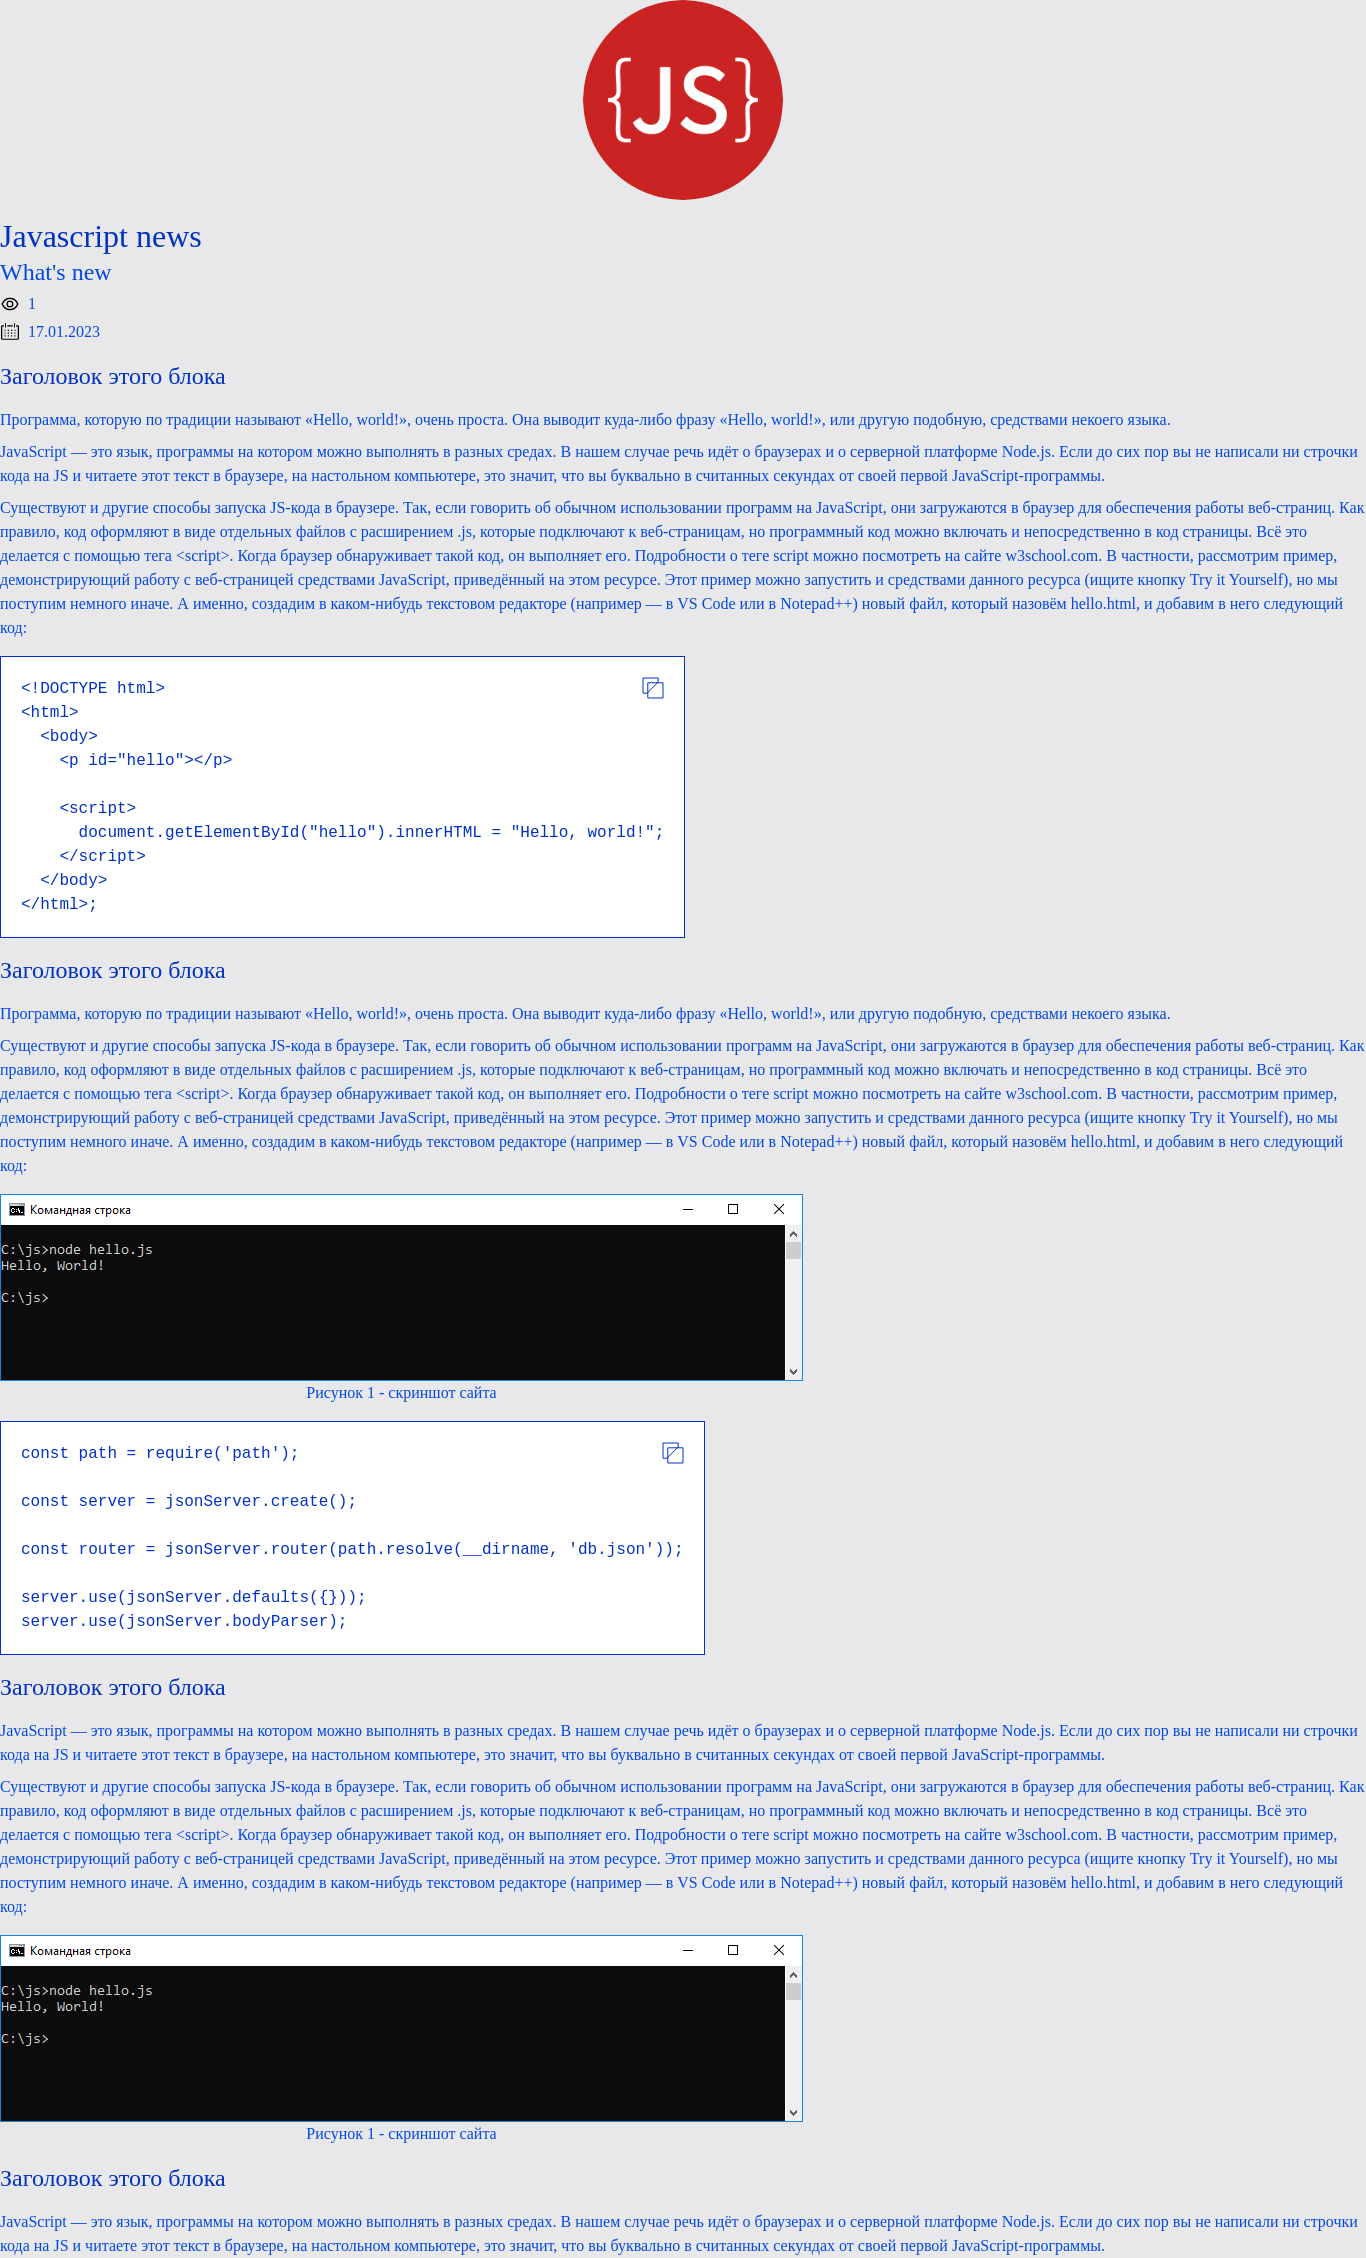 {JS}
Javascript news
What's new
1
17.01.2023
Заголовок этого блока
Программа, которую по традиции называют «Hello, world!», очень проста. Она выводит куда-либо фразу «Hello, world!», или другую подобную, средствами некоего языка.
JavaScript — это язык, программы на котором можно выполнять в разных средах. В нашем случае речь идёт о браузерах и о серверной платформе Node.js. Если до сих пор вы не написали ни строчки
кода на JS и читаете этот текст в браузере, на настольном компьютере, это значит, что вы буквально в считанных секундах от своей первой JavaScript-программы.
Существуют и другие способы запуска JS-кода в браузере. Так, если говорить об обычном использовании программ на JavaScript, они загружаются в браузер для обеспечения работы веб-страниц. Как
правило, код оформляют в виде отдельных файлов с расширением .js, которые подключают к веб-страницам, но программный код можно включать и непосредственно в код страницы. Всё это
делается с помощью тега <script>. Когда браузер обнаруживает такой код, он выполняет его. Подробности о теге script можно посмотреть на сайте w3school.com. В частности, рассмотрим пример,
демонстрирующий работу с веб-страницей средствами JavaScript, приведённый на этом ресурсе. Этот пример можно запустить и средствами данного ресурса (ищите кнопку Try it Yourself), но мы
поступим немного иначе. А именно, создадим в каком-нибудь текстовом редакторе (например — в VS Code или в Notepad++) новый файл, который назовём hello.html, и добавим в него следующий
код:
<!DOCTYPE html>
<html>
  <body>
    <p id="hello"></p>
    <script>
      document.getElementById("hello").innerHTML = "Hello, world!";
    </script>
  </body>
</html>;
Заголовок этого блока
Программа, которую по традиции называют «Hello, world!», очень проста. Она выводит куда-либо фразу «Hello, world!», или другую подобную, средствами некоего языка.
Существуют и другие способы запуска JS-кода в браузере. Так, если говорить об обычном использовании программ на JavaScript, они загружаются в браузер для обеспечения работы веб-страниц. Как
правило, код оформляют в виде отдельных файлов с расширением .js, которые подключают к веб-страницам, но программный код можно включать и непосредственно в код страницы. Всё это
делается с помощью тега <script>. Когда браузер обнаруживает такой код, он выполняет его. Подробности о теге script можно посмотреть на сайте w3school.com. В частности, рассмотрим пример,
демонстрирующий работу с веб-страницей средствами JavaScript, приведённый на этом ресурсе. Этот пример можно запустить и средствами данного ресурса (ищите кнопку Try it Yourself), но мы
поступим немного иначе. А именно, создадим в каком-нибудь текстовом редакторе (например — в VS Code или в Notepad++) новый файл, который назовём hello.html, и добавим в него следующий
код:
Командная строка
C:\js>node hello.js
Hello, World!
C:\js>
Рисунок 1 - скриншот сайта
const path = require('path');
const server = jsonServer.create();
const router = jsonServer.router(path.resolve(__dirname, 'db.json'));
server.use(jsonServer.defaults({}));
server.use(jsonServer.bodyParser);
Заголовок этого блока
JavaScript — это язык, программы на котором можно выполнять в разных средах. В нашем случае речь идёт о браузерах и о серверной платформе Node.js. Если до сих пор вы не написали ни строчки
кода на JS и читаете этот текст в браузере, на настольном компьютере, это значит, что вы буквально в считанных секундах от своей первой JavaScript-программы.
Существуют и другие способы запуска JS-кода в браузере. Так, если говорить об обычном использовании программ на JavaScript, они загружаются в браузер для обеспечения работы веб-страниц. Как
правило, код оформляют в виде отдельных файлов с расширением .js, которые подключают к веб-страницам, но программный код можно включать и непосредственно в код страницы. Всё это
делается с помощью тега <script>. Когда браузер обнаруживает такой код, он выполняет его. Подробности о теге script можно посмотреть на сайте w3school.com. В частности, рассмотрим пример,
демонстрирующий работу с веб-страницей средствами JavaScript, приведённый на этом ресурсе. Этот пример можно запустить и средствами данного ресурса (ищите кнопку Try it Yourself), но мы
поступим немного иначе. А именно, создадим в каком-нибудь текстовом редакторе (например — в VS Code или в Notepad++) новый файл, который назовём hello.html, и добавим в него следующий
код:
Командная строка
C:\js>node hello.js
Hello, World!
C:\js>
Рисунок 1 - скриншот сайта
Заголовок этого блока
JavaScript — это язык, программы на котором можно выполнять в разных средах. В нашем случае речь идёт о браузерах и о серверной платформе Node.js. Если до сих пор вы не написали ни строчки
кода на JS и читаете этот текст в браузере, на настольном компьютере, это значит, что вы буквально в считанных секундах от своей первой JavaScript-программы.